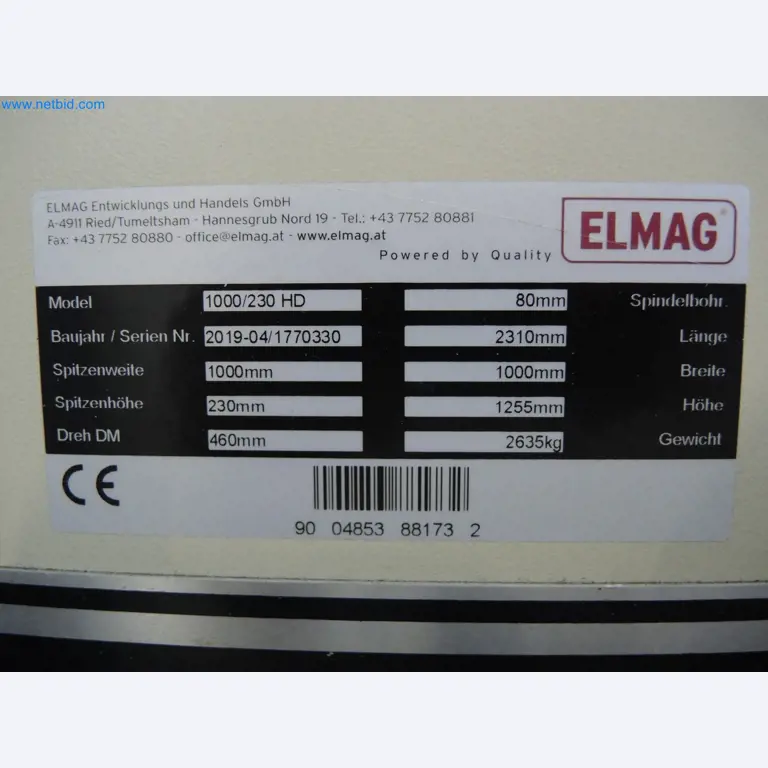 www.netbid.com
ELMAG Entwicklungs und Handels GmbH
A-4911 Ried/Tumeltsham - Hannesgrub Nord 19 - Tel.: +43 7752 80881
Fax: +43 7752 80880 - office@elmag.at - www.elmag.at
Powered by Quality
ELMAG®
Model 1000/230 HD 80mm Spindelbohr.
Baujahr / Serien Nr. 2019-04/1770330 2310mm Länge
Spitzenweite 1000mm 1000mm Breite
Spitzenhöhe 230mm 1255mm Höhe
Dreh DM 460mm 2635kg Gewicht
CE
90 04853 88173 2